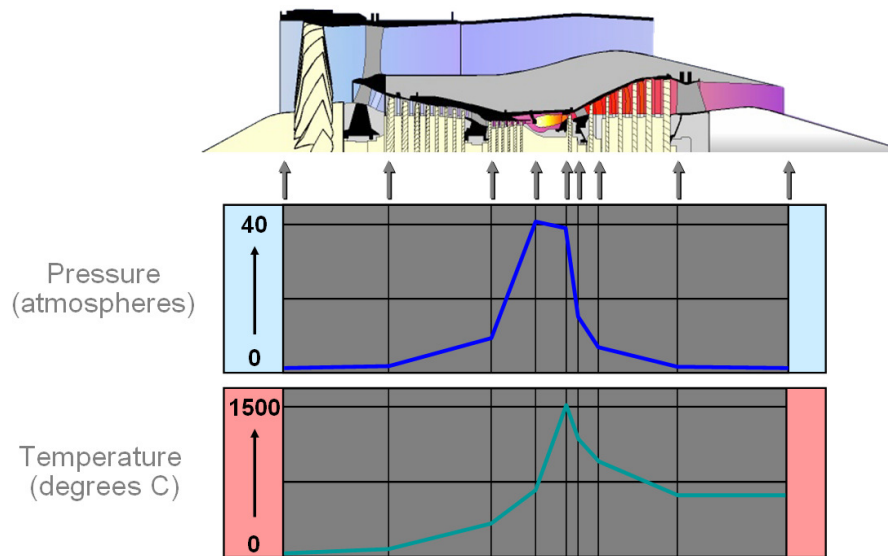 40
Pressure
(atmospheres)
0
1500
Temperature
(degrees C)
0